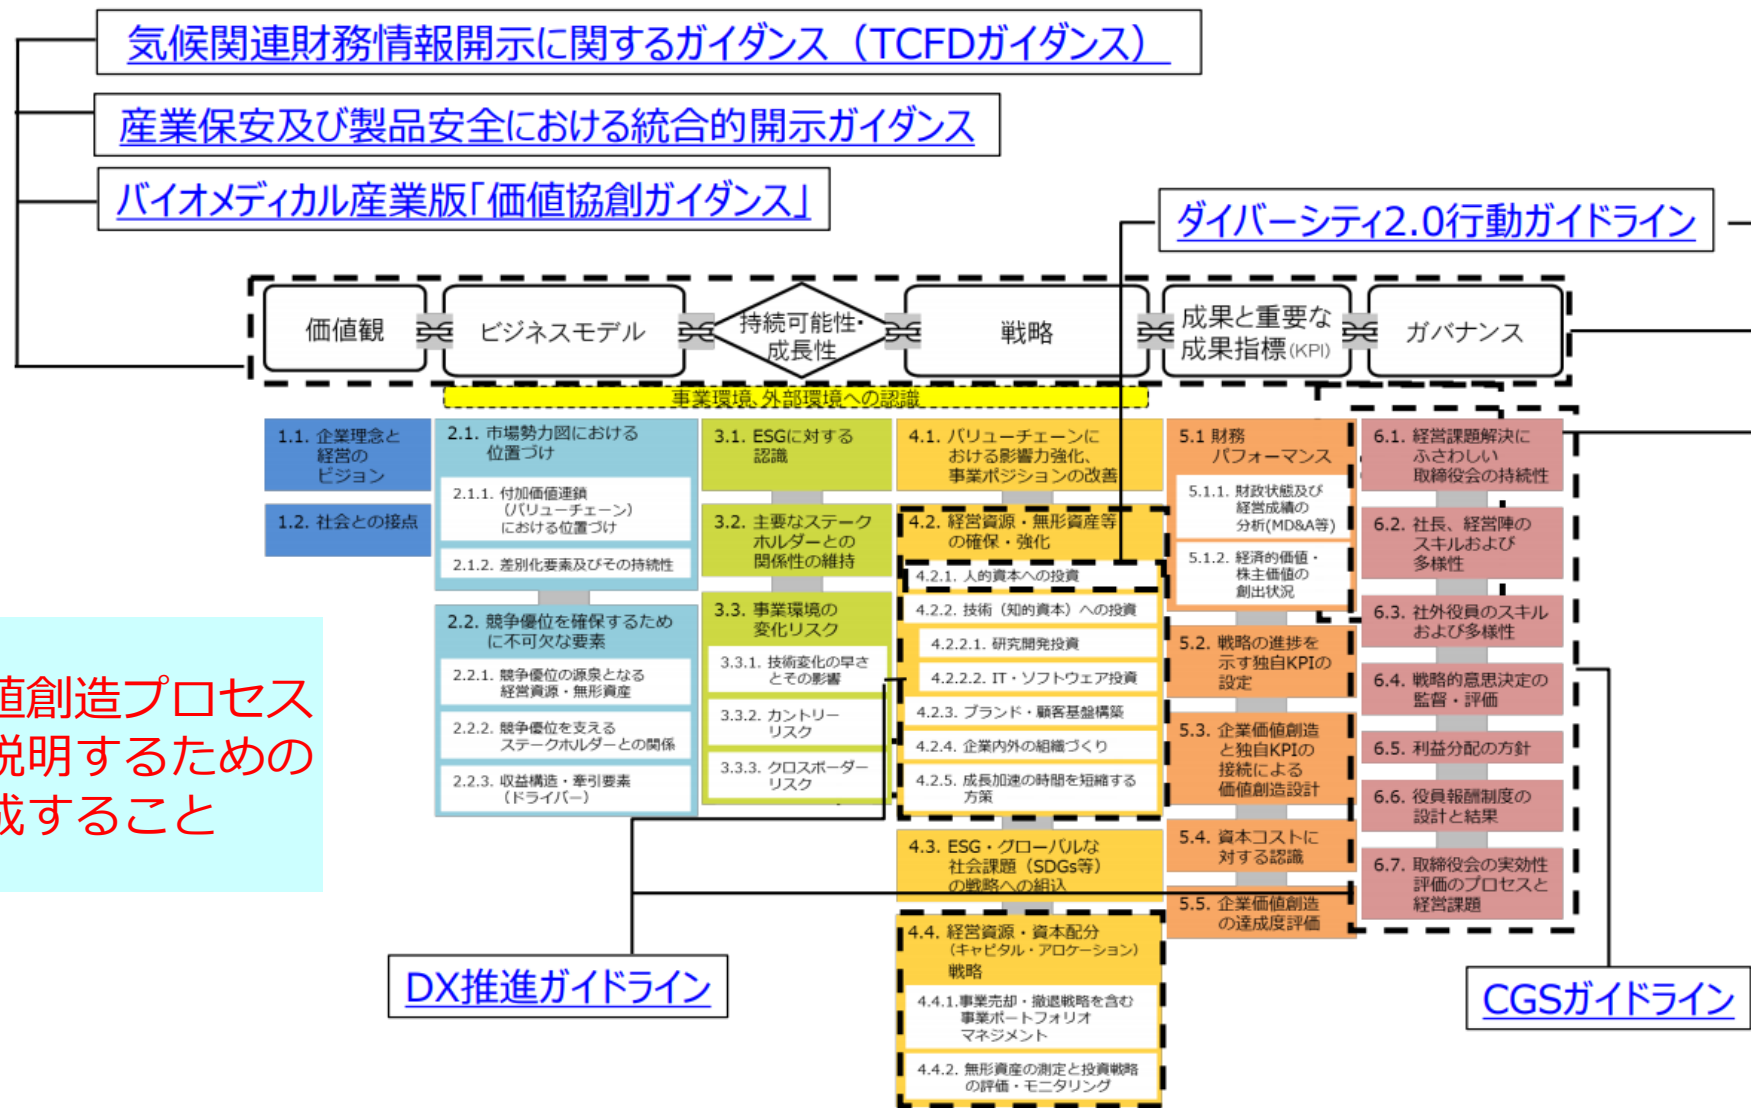 気候関連財務情報開示に関するガイダンス（TCFDガイダンス）
産業保安及び製品安全における統合的開示ガイダンス
バイオメディカル産業版「価値協創ガイダンス」
ダイバーシティ2.0行動ガイドライン
価値観
ビジネスモデル
持続可能性・
成長性
戦略
成果と重要な
成果指標(KPI)
ガバナンス
事業環境、外部環境への認識
1.1. 企業理念と
経営の
ビジョン
1.2. 社会との接点
2.1. 市場勢力図における
位置づけ
2.1.1. 付加価値連鎖
（バリューチェーン）
における位置づけ
2.1.2. 差別化要素及びその持続性
2.2. 競争優位を確保するため
に不可欠な要素
2.2.1. 競争優位の源泉となる
経営資源・無形資産
2.2.2. 競争優位を支える
ステークホルダーとの関係
2.2.3. 収益構造・牽引要素
（ドライバー）
3.1. ESGに対する
認識
3.2. 主要なステーク
ホルダーとの
関係性の維持
3.3. 事業環境の
変化リスク
3.3.1. 技術変化の早さ
とその影響
3.3.2. カントリー
リスク
3.3.3. クロスボーダー
リスク
4.1. バリューチェーンに
おける影響力強化、
事業ポジションの改善
4.2. 経営資源・無形資産等
の確保・強化
4.2.1. 人的資本への投資
4.2.2. 技術（知的資本）への投資
4.2.2.1. 研究開発投資
4.2.2.2. IT・ソフトウェア投資
4.2.3. ブランド・顧客基盤構築
4.2.4. 企業内外の組織づくり
4.2.5. 成長加速の時間を短縮する
方策
4.3. ESG・グローバルな
社会課題（SDGs等）
の戦略への組込
4.4. 経営資源・資本配分
（キャピタル・アロケーション）
戦略
4.4.1.事業売却・撤退戦略を含む
事業ポートフォリオ
マネジメント
4.4.2. 無形資産の測定と投資戦略
の評価・モニタリング
5.1 財務
パフォーマンス
5.1.1. 財政状態及び
経営成績の
分析(MD&A等)
5.1.2. 経済的価値・
株主価値の
創出状況
5.2. 戦略の進捗を
示す独自KPIの
設定
5.3. 企業価値創造
と独自KPIの
接続による
価値創造設計
5.4. 資本コストに
対する認識
5.5. 企業価値創造
の達成度評価
6.1. 経営課題解決に
ふさわしい
取締役会の持続性
6.2. 社長、経営陣の
スキルおよび
多様性
6.3. 社外役員のスキル
および多様性
6.4. 戦略的意思決定の
監督・評価
6.5. 利益分配の方針
6.6. 役員報酬制度の
設計と結果
6.7. 取締役会の実効性
評価のプロセスと
経営課題
値創造プロセス
説明するための
成すること
DX推進ガイドライン
CGSガイドライン